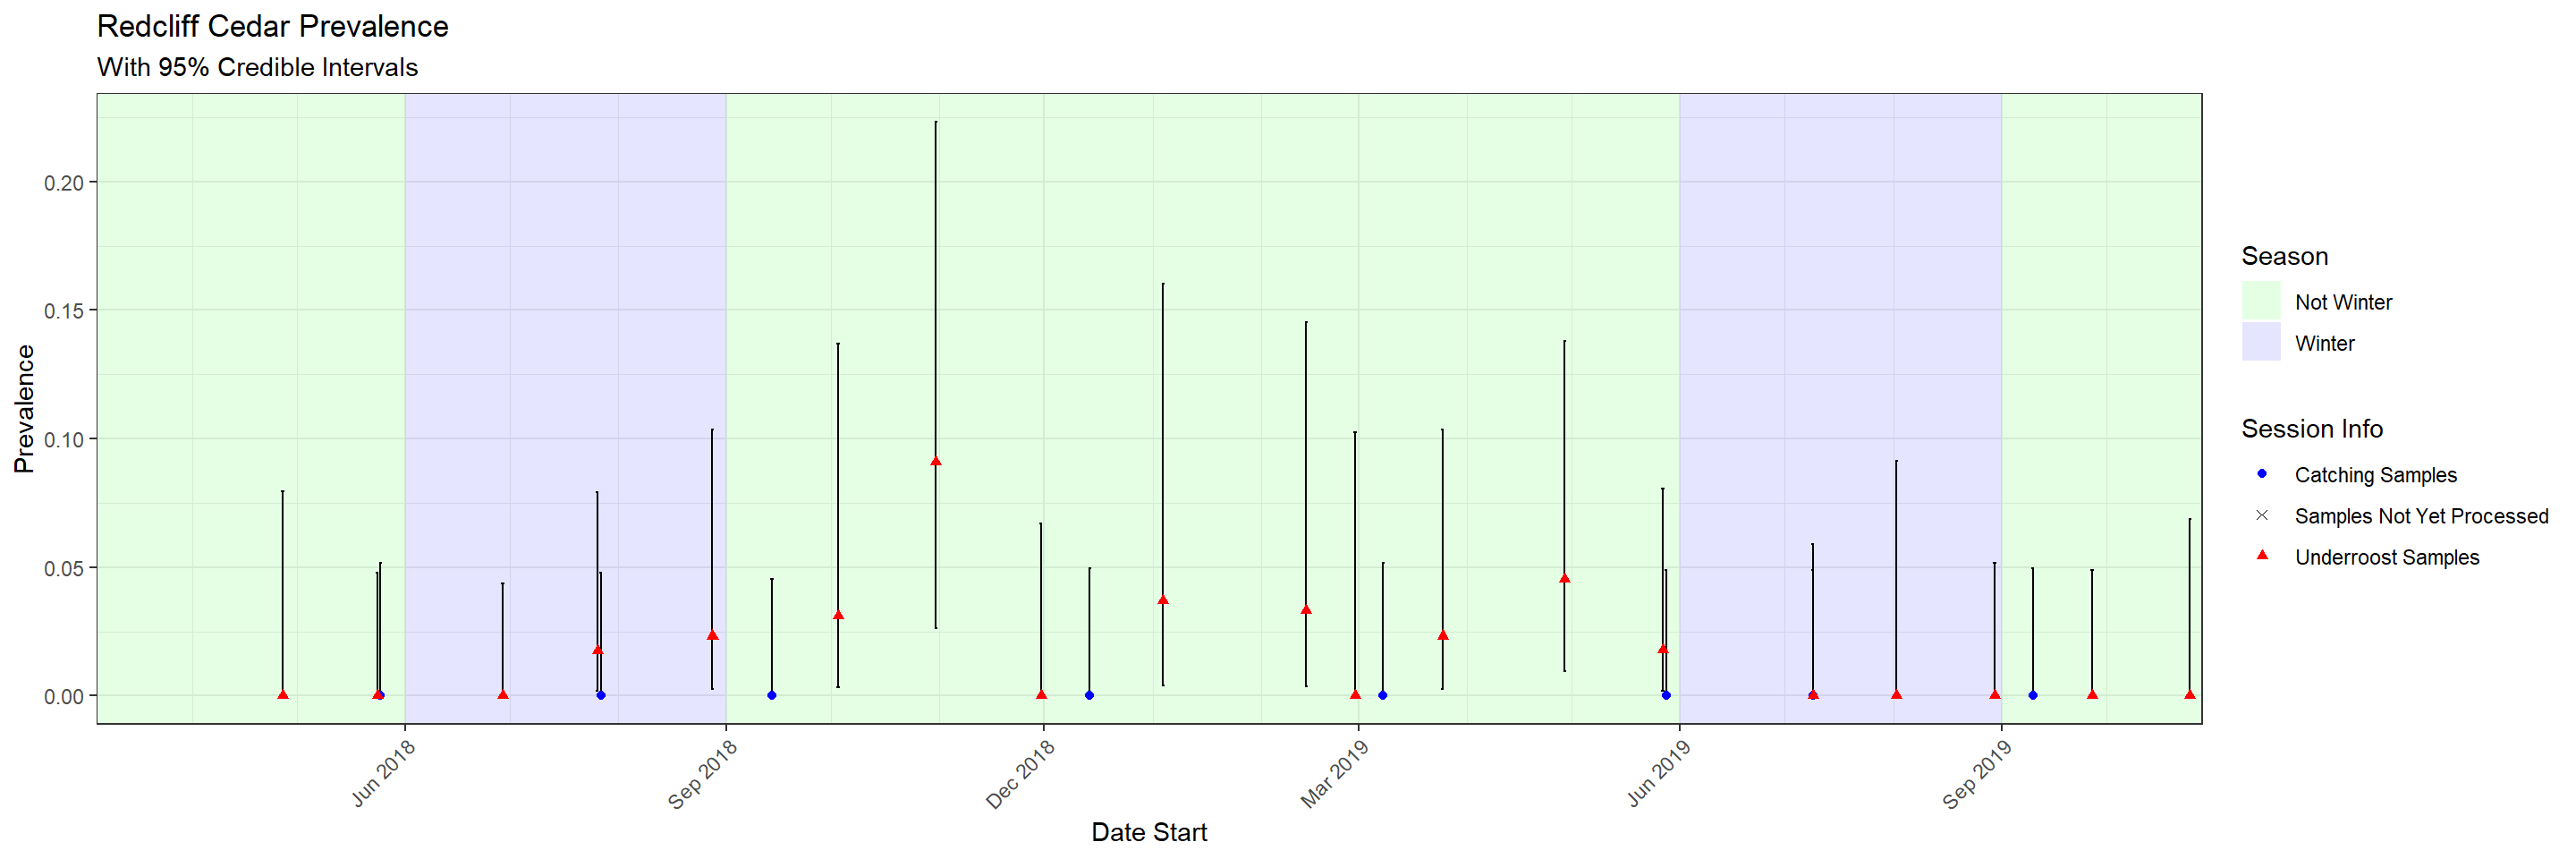 Redcliff Cedar Prevalence
With 95% Credible Intervals
Prevalence
0.20
0.15
0.10
0.05
0.00
Jun 2018
Sep 2018
Dec 2018
Mar 2019
Jun 2019
Sep 2019
Date Start
Season
Not Winter
Winter
Session Info
Catching Samples
Samples Not Yet Processed
Underroost Samples